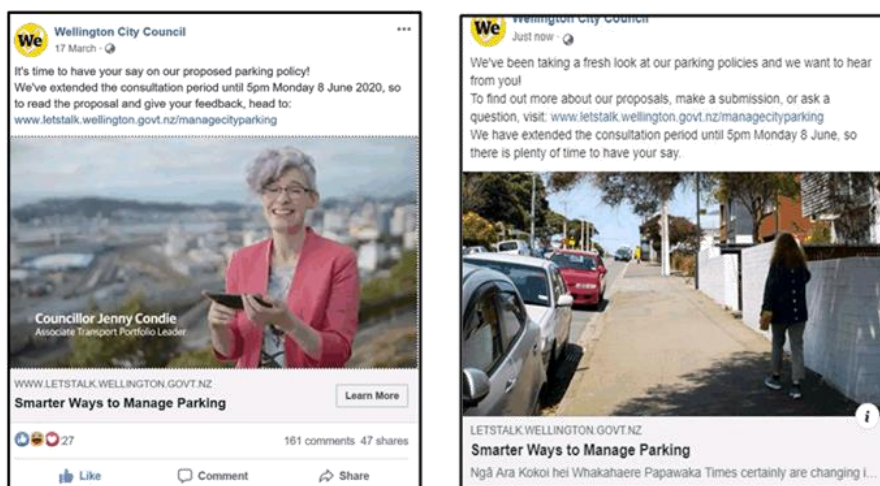 We
Wellington City Council
17 March ·
It's time to have your say on our proposed parking policy!
We've extended the consultation period until 5pm Monday 8 June 2020, so
to read the proposal and give your feedback, head to:
www.letstalk.wellington.govt.nz/managecityparking
Councillor Jenny Condie
Associate Transport Portfolio Leader
WWW.LETSTALK.WELLINGTON.GOVT.NZ
Smarter Ways to Manage Parking
Learn More
27
161 comments 47 shares
Like
Comment
Share
We
Wellington City Council
Just now ·
We've been taking a fresh look at our parking policies and we want to hear
from you!
To find out more about our proposals, make a submission, or ask a
question, visit: www.letstalk.wellington.govt.nz/managecityparking
We have extended the consultation period until 5pm Monday 8 June, so
there is plenty of time to have your say.
i
LETSTALK.WELLINGTON.GOVT.NZ
Smarter Ways to Manage Parking
Ngā Ara Kokoi hei Whakahaere Papawaka Times certainly are changing i...